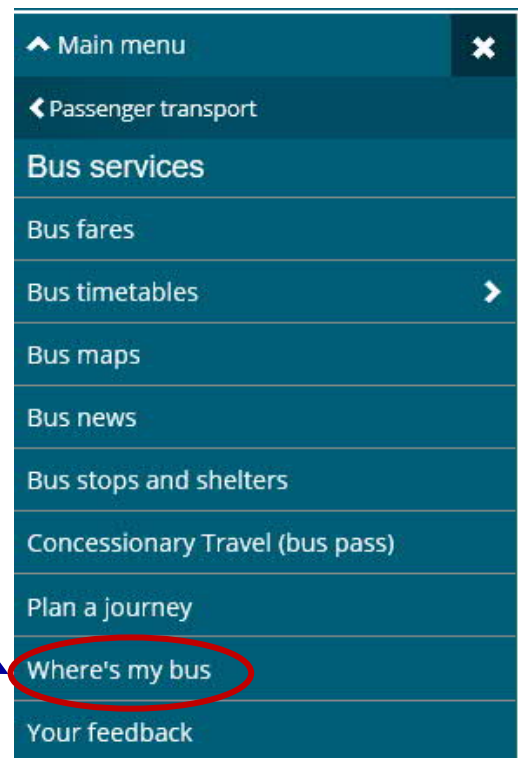 Main menu
Passenger transport
Bus services
Bus fares
Bus timetables
Bus maps
Bus news
Bus stops and shelters
Concessionary Travel (bus pass)
Plan a journey
Where's my bus
Your feedback